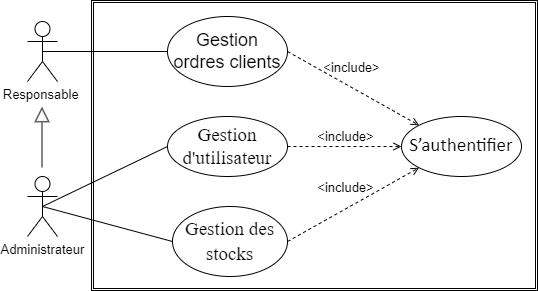 Gestion
ordres clients
<include>
Responsable
<include>
Gestion
d'utilisateur
S'authentifier
<include>
Gestion des
stocks
Administrateur